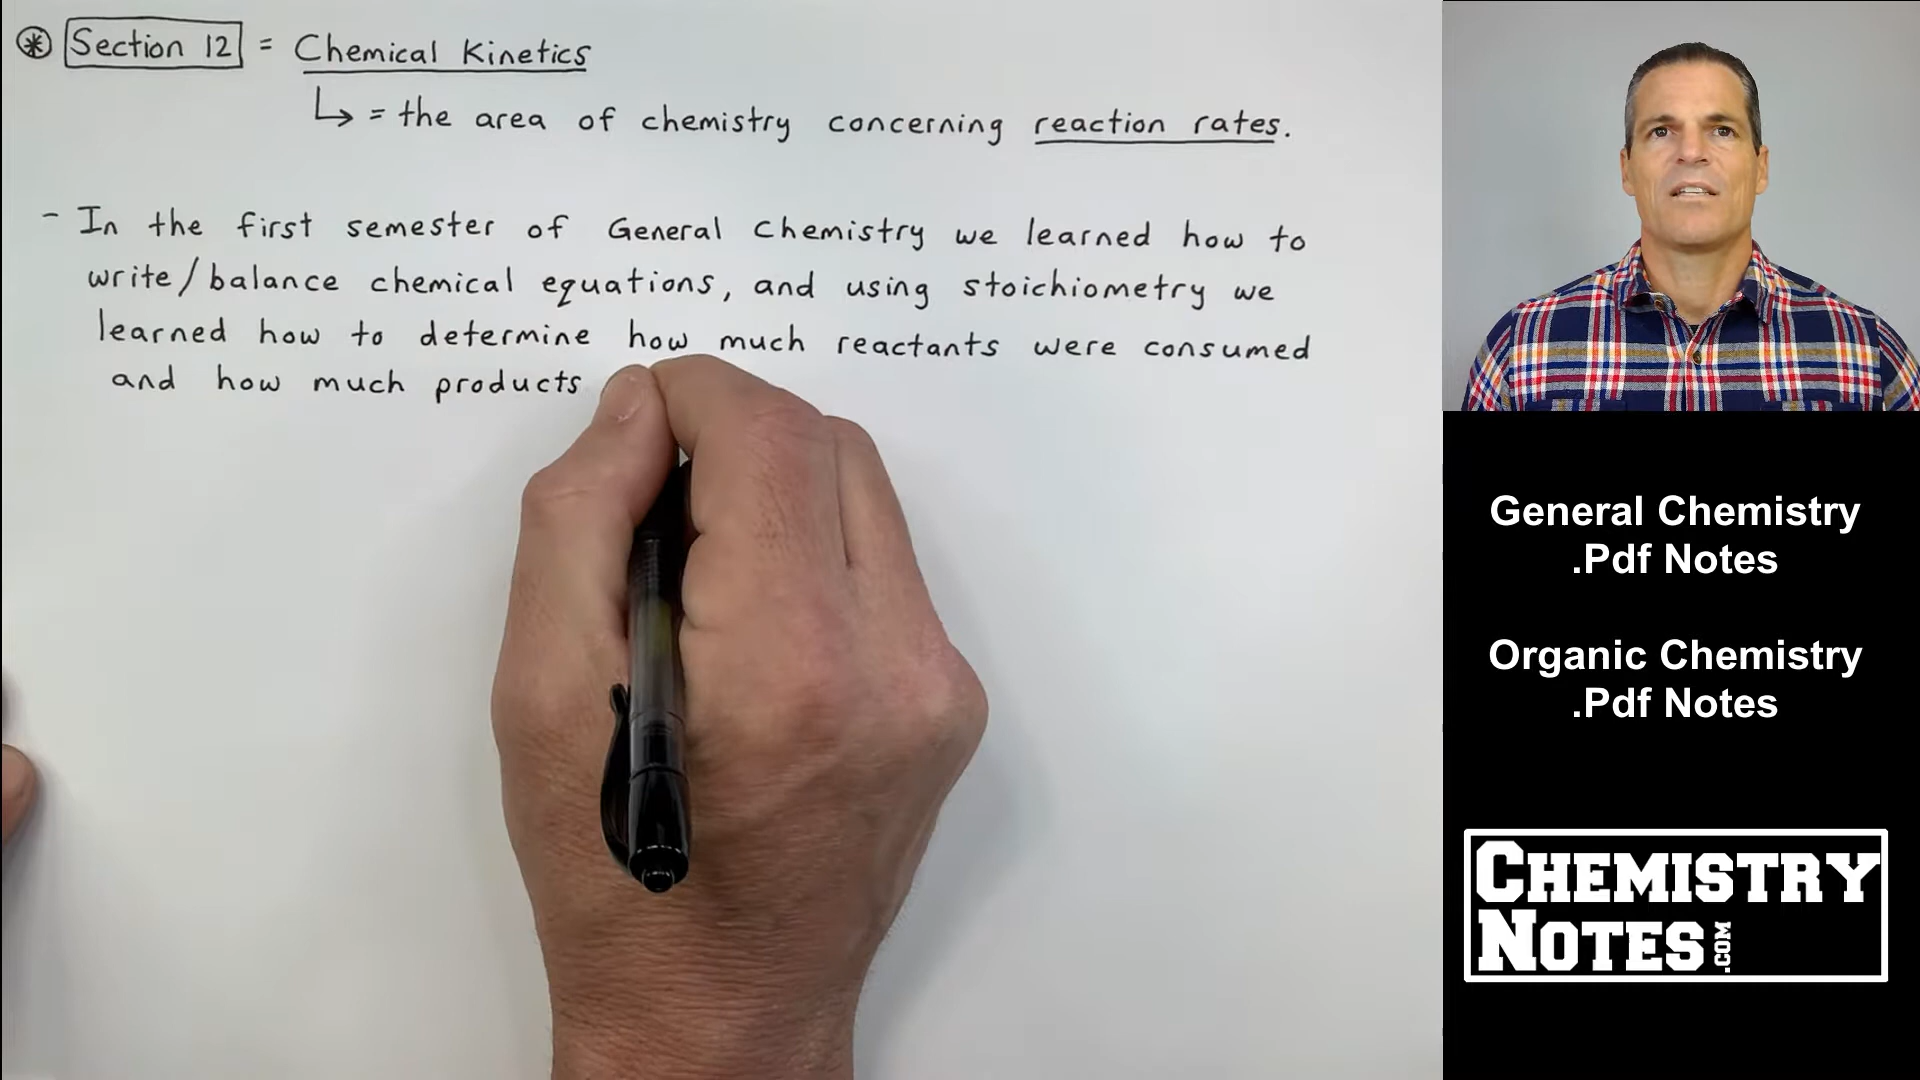 * Section 12 = Chemical Kinetics
↳ = the area of chemistry concerning reaction rates.
- In the first semester of General Chemistry we learned how to
write/balance chemical equations, and using stoichiometry we
learned how to determine how much reactants were consumed
and how much products
General Chemistry
.Pdf Notes
Organic Chemistry
.Pdf Notes
CHEMISTRY
NOTES.COM